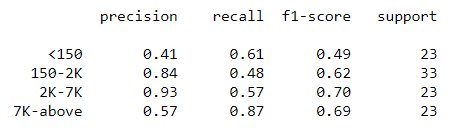 precision recall f1-score support
<150 0.41 0.61 0.49 23
150-2K 0.84 0.48 0.62 33
2K-7K 0.93 0.57 0.70 23
7K-above 0.57 0.87 0.69 23